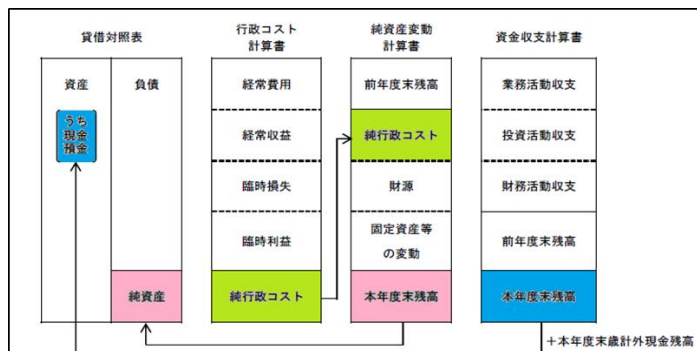 貸借対照表
行政コスト
計算書
純資産変動
計算書
資金収支計算書
資産
負債
うち
現金
預金
純資産
経常費用
経常収益
臨時損失
臨時利益
純行政コスト
前年度末残高
純行政コスト
財源
固定資産等
の変動
本年度末残高
業務活動収支
投資活動収支
財務活動収支
前年度末残高
本年度末残高
＋本年度末歳計外現金残高